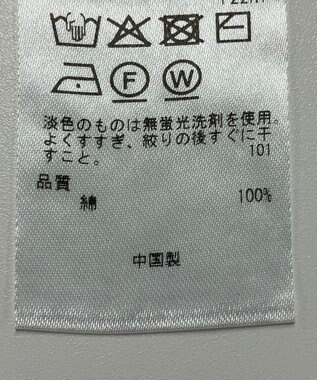 F W
淡色のものは無蛍光洗剤を使用。
よくすすぎ、絞りの後すぐに干
すこと。 101
品質
綿 100%
中国製